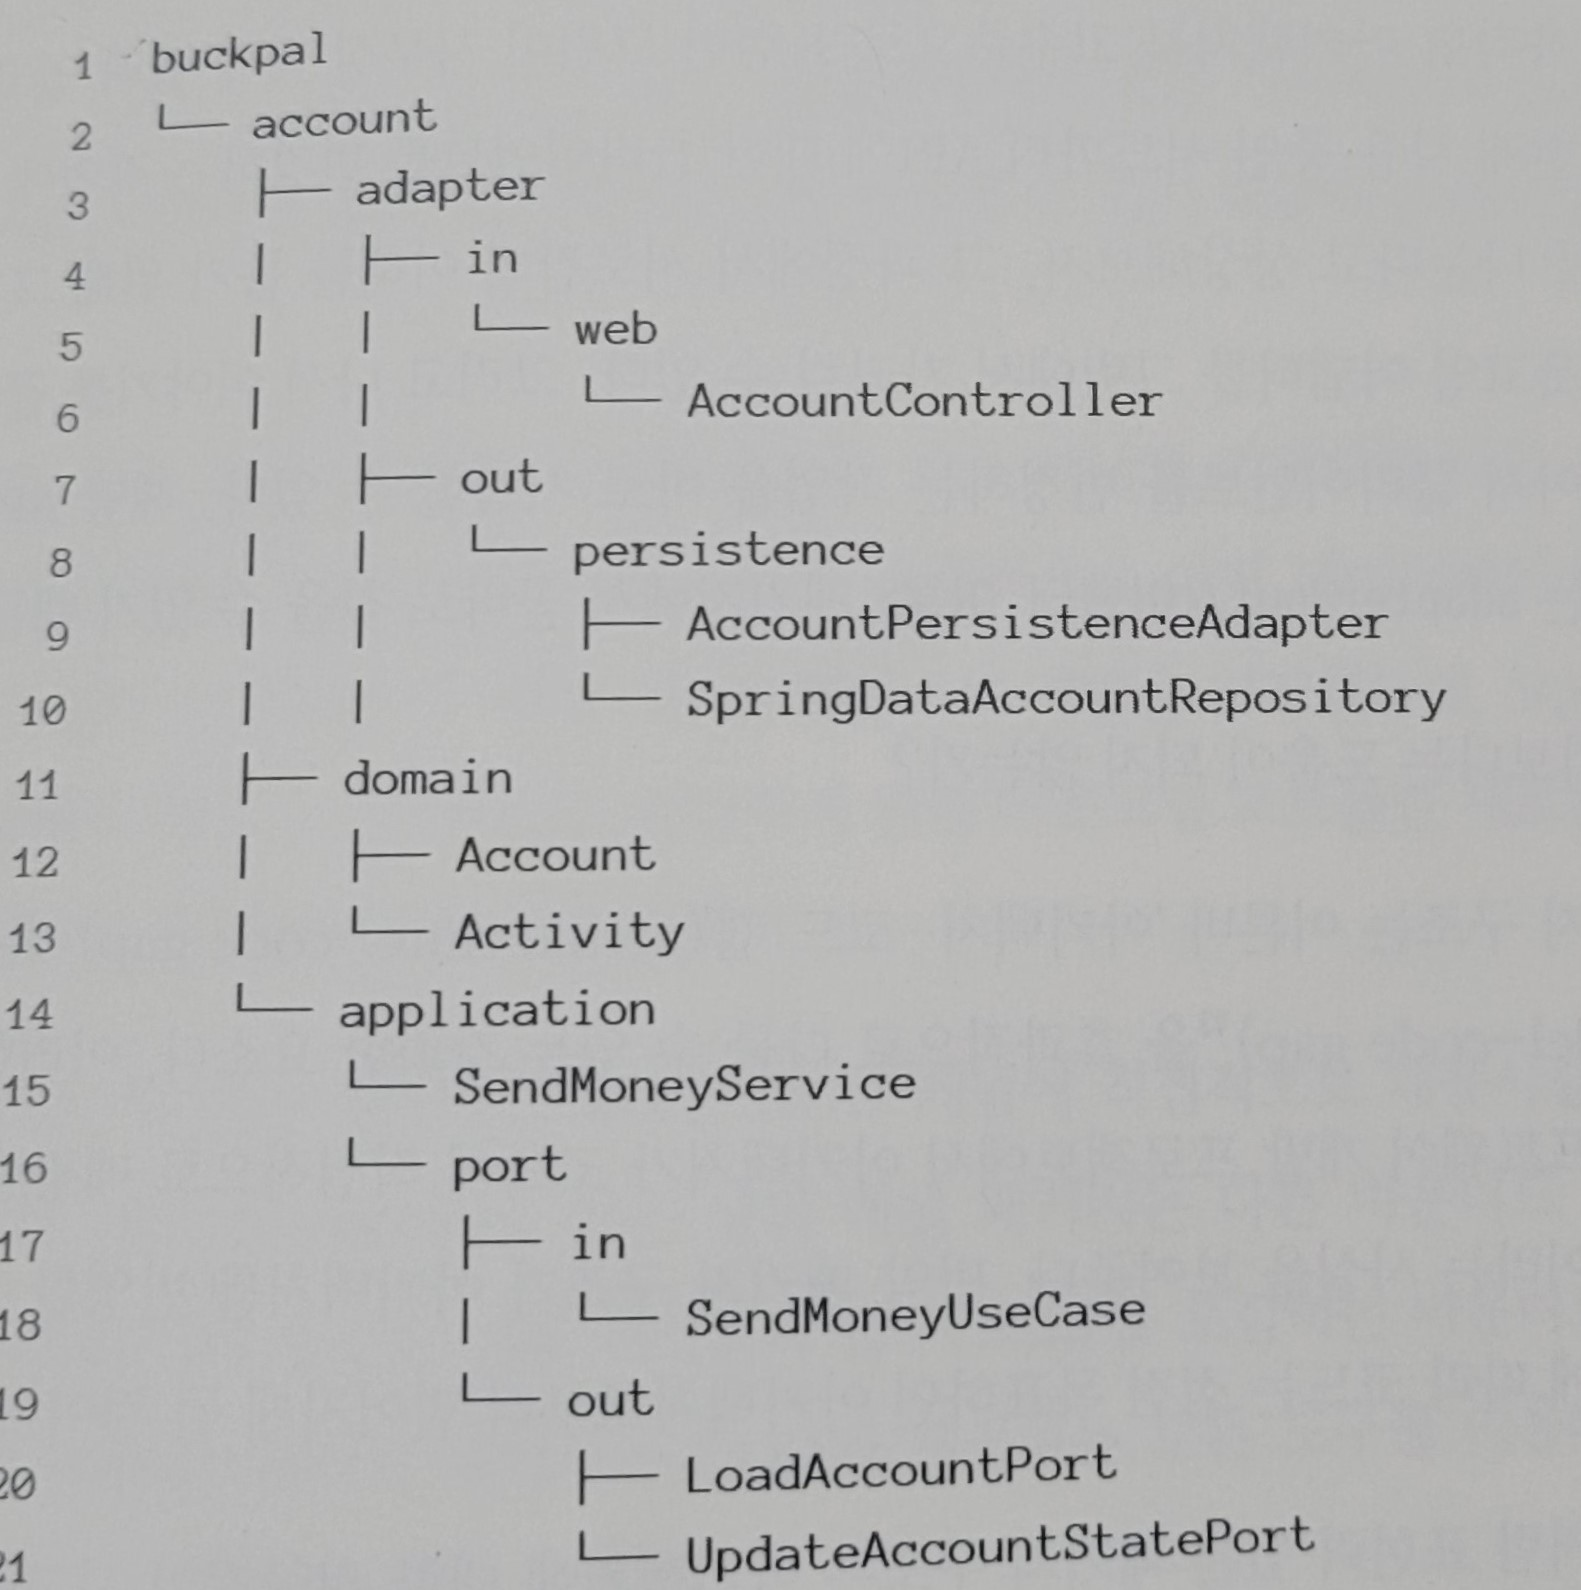 1 buckpal
2 └── account
3 ├── adapter
4 | ├── in
5 | | └── web
6 | | └── AccountController
7 | ├── out
8 | | └── persistence
9 | | ├── AccountPersistenceAdapter
10 | | └── SpringDataAccountRepository
11 ├── domain
12 | ├── Account
13 | └── Activity
14 └── application
15 └── SendMoneyService
16 └── port
17 ├── in
18 | └── SendMoneyUseCase
19 └── out
20 ├── LoadAccountPort
21 └── UpdateAccountStatePort